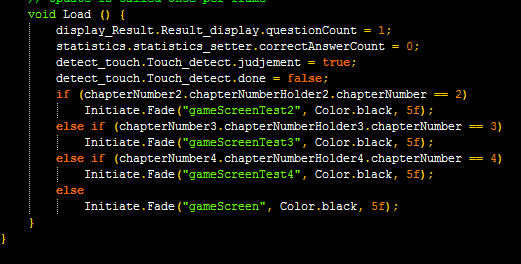 // Update is called once per frame
void Load () {
display_Result.Result_display.questionCount = 1;
statistics.statistics_setter.correctAnswerCount = 0;
detect_touch.Touch_detect.judjement = true;
detect_touch.Touch_detect.done = false;
if (chapterNumber2.chapterNumberHolder2.chapterNumber == 2)
Initiate.Fade("gameScreenTest2", Color.black, 5f);
else if (chapterNumber3.chapterNumberHolder3.chapterNumber == 3)
Initiate.Fade("gameScreenTest3", Color.black, 5f);
else if (chapterNumber4.chapterNumberHolder4.chapterNumber == 4)
Initiate.Fade("gameScreenTest4", Color.black, 5f);
else
Initiate.Fade("gameScreen", Color.black, 5f);
}
}